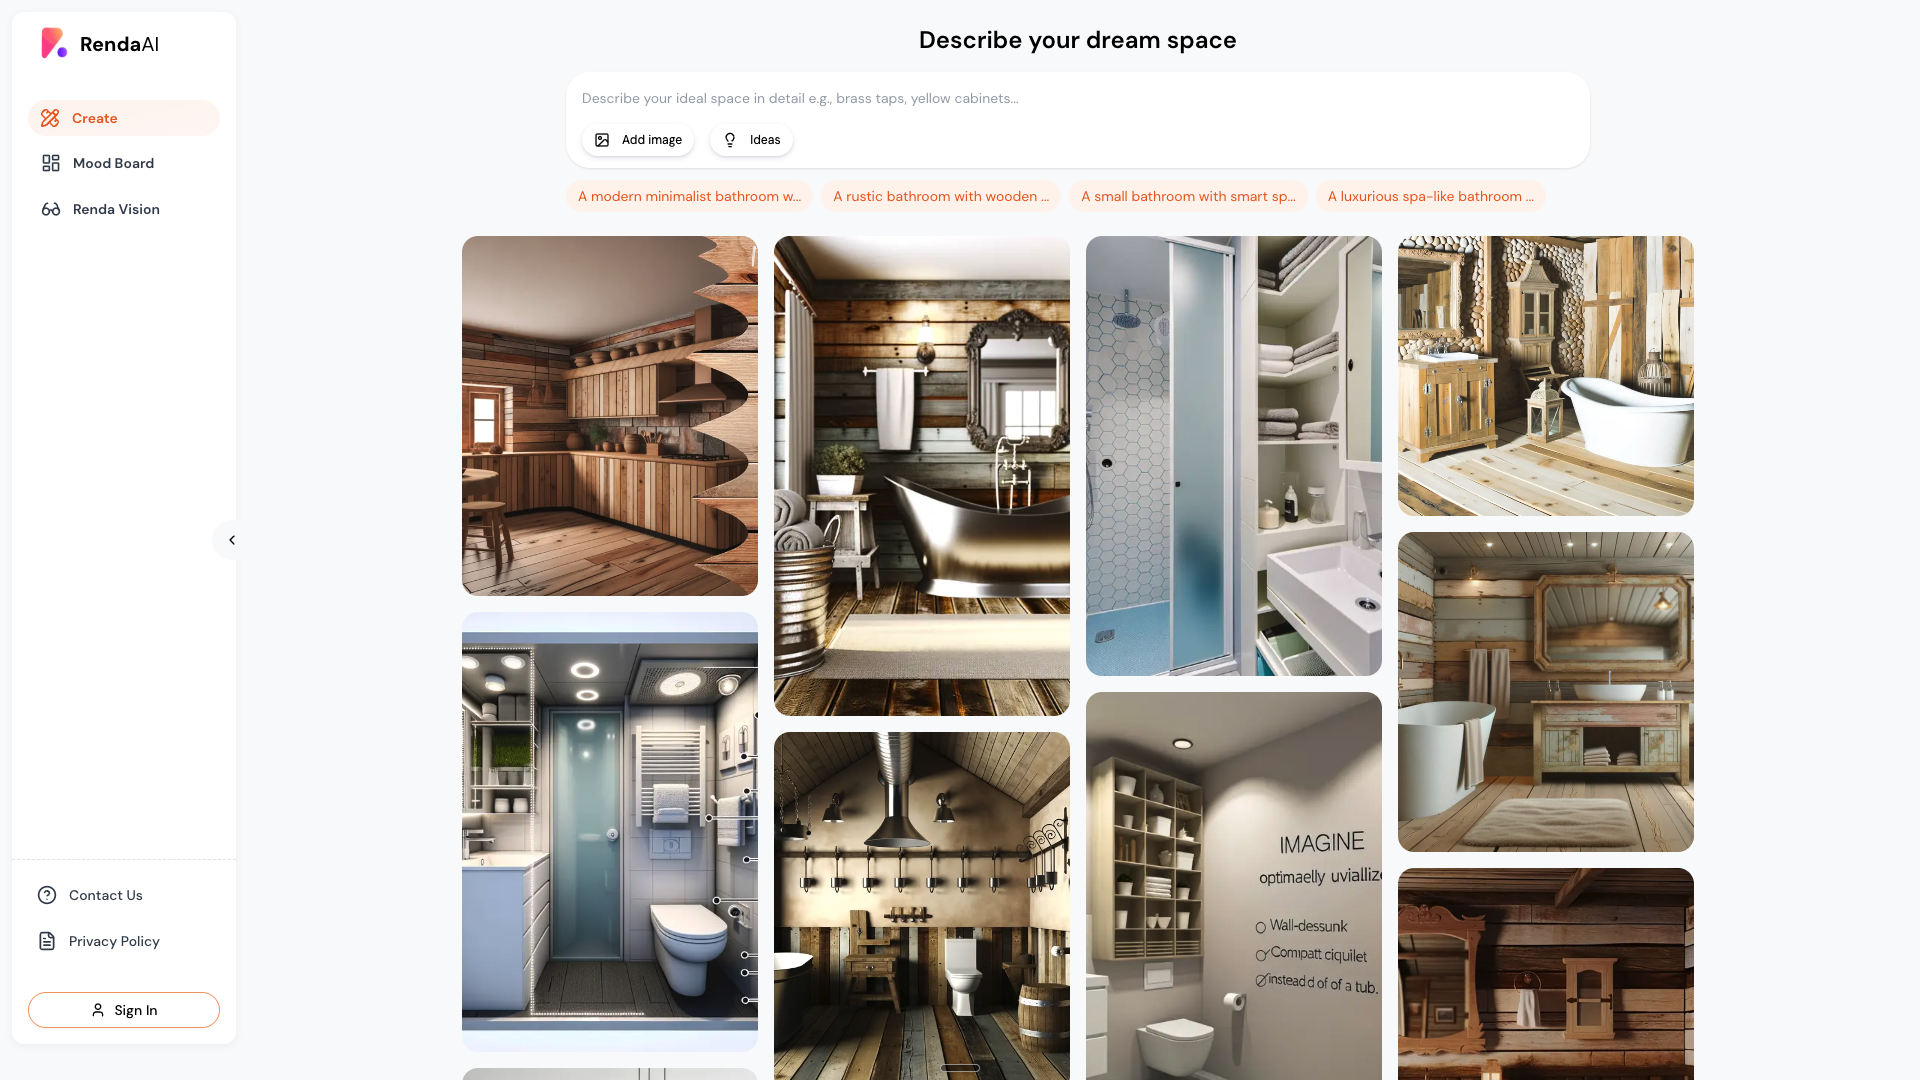 RendaAI
Create
Mood Board
Renda Vision
Contact Us
Privacy Policy
Sign In
Describe your dream space
Describe your ideal space in detail e.g., brass taps, yellow cabinets...
Add image
Ideas
A modern minimalist bathroom w...
A rustic bathroom with wooden ...
A small bathroom with smart sp...
A luxurious spa-like bathroom ...
IMAGINE
optimaelly uviallize
Wall-dessunk
Compatt ciquilet
instead d of of a tub.